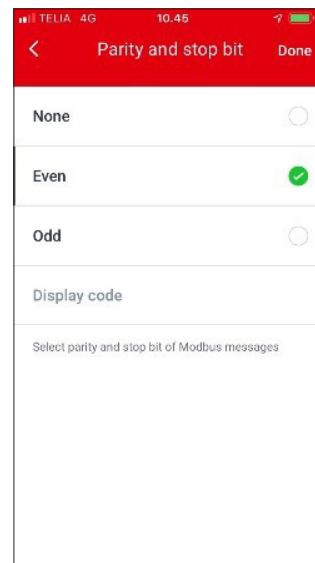 TELIA 4G 10.45
Parity and stop bit Done
None
Even
Odd
Display code
Select parity and stop bit of Modbus messages